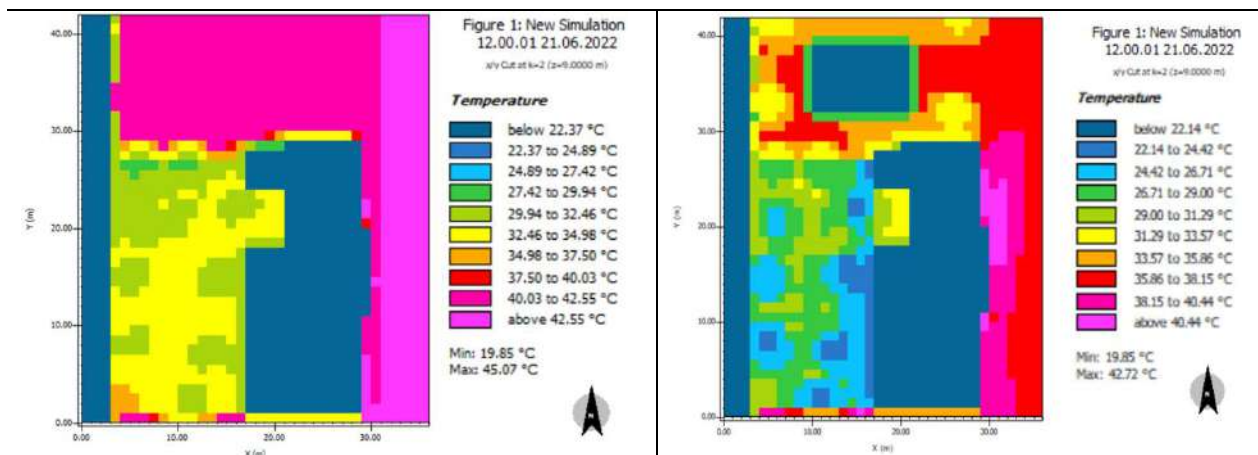 Figure 1: New Simulation
12.00.01 21.06.2022
x/y Cut at k=2 (z=9.0000 m)
Temperature
below 22.37 °C
22.37 to 24.89 °C
24.89 to 27.42 °C
27.42 to 29.94 °C
29.94 to 32.46 °C
32.46 to 34.98 °C
34.98 to 37.50 °C
37.50 to 40.03 °C
40.03 to 42.55 °C
above 42.55 °C
Min: 19.85 °C
Max: 45.07 °C
N
40.00
30.00
20.00
10.00
0.00
Y (m)
0.00 10.00 20.00 30.00
X (m)
Figure 1: New Simulation
12.00.01 21.06.2022
x/y Cut at k=2 (z=9.0000 m)
Temperature
below 22.14 °C
22.14 to 24.42 °C
24.42 to 26.71 °C
26.71 to 29.00 °C
29.00 to 31.29 °C
31.29 to 33.57 °C
33.57 to 35.86 °C
35.86 to 38.15 °C
38.15 to 40.44 °C
above 40.44 °C
Min: 19.85 °C
Max: 42.72 °C
N
40.00
30.00
20.00
10.00
0.00
Y (m)
0.00 10.00 20.00 30.00
X (m)